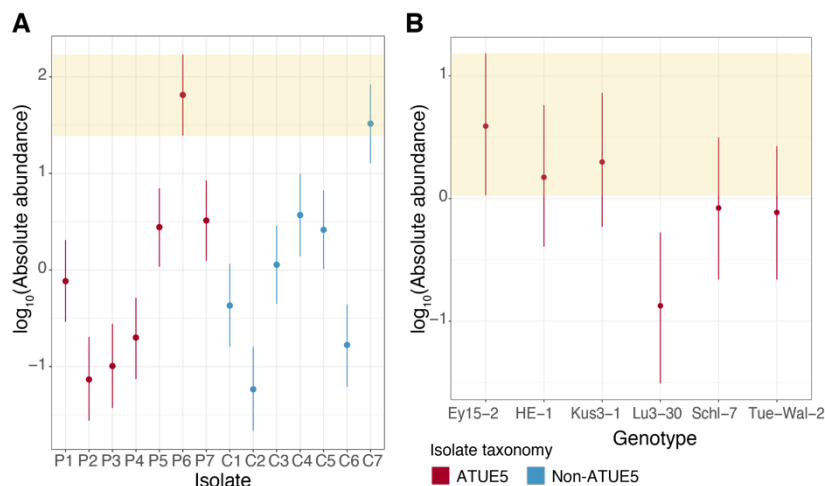 A
log10(Absolute abundance)
2
1
0
−1
P1 P2 P3 P4 P5 P6 P7 C1 C2 C3 C4 C5 C6 C7
Isolate
B
log10(Absolute abundance)
1
0
−1
Ey15−2 HE−1 Kus3−1 Lu3−30 Schl−7 Tue−Wal−2
Genotype
Isolate taxonomy
ATUE5 Non−ATUE5